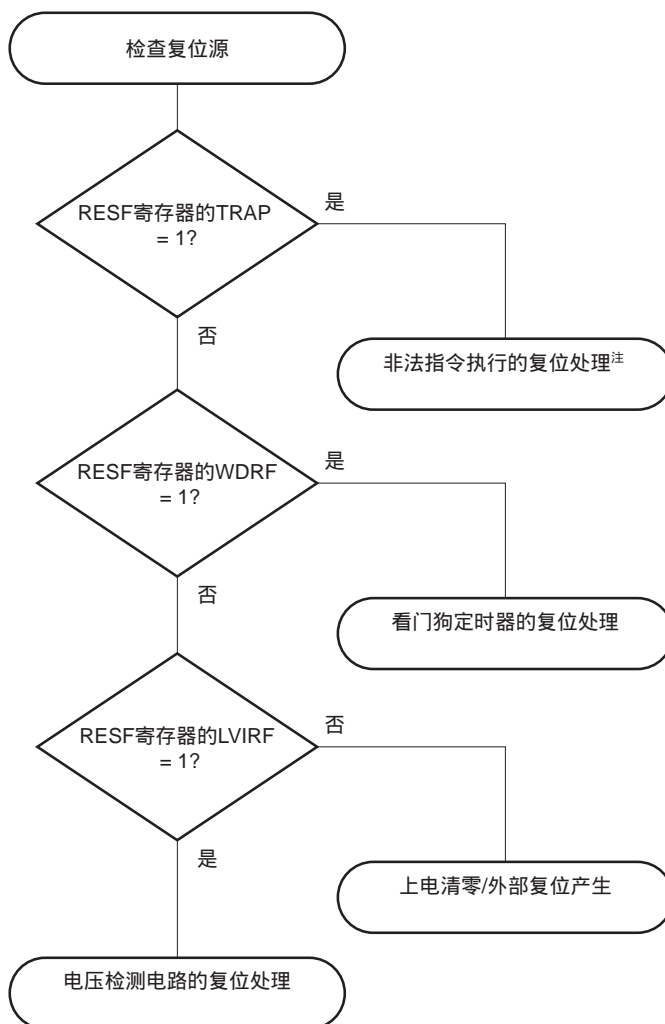 检查复位源
RESF寄存器的TRAP
= 1?
是
否
非法指令执行的复位处理注
RESF寄存器的WDRF
= 1?
是
否
看门狗定时器的复位处理
RESF寄存器的LVIRF
= 1?
否
是
上电清零/外部复位产生
电压检测电路的复位处理